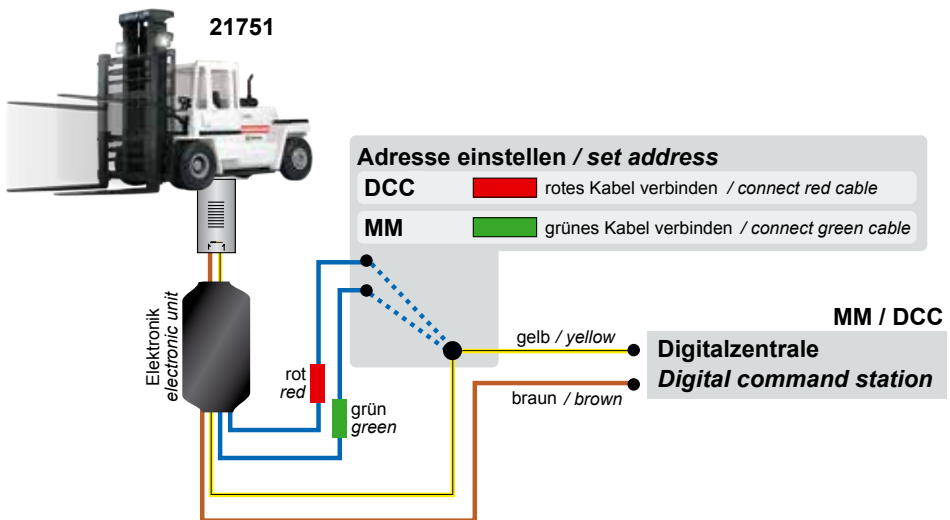 21751
Adresse einstellen / set address
DCC rotes Kabel verbinden / connect red cable
MM grünes Kabel verbinden / connect green cable
Elektronik
electronic unit
rot
red
grün
green
gelb / yellow
braun / brown
MM / DCC
Digitalzentrale
Digital command station